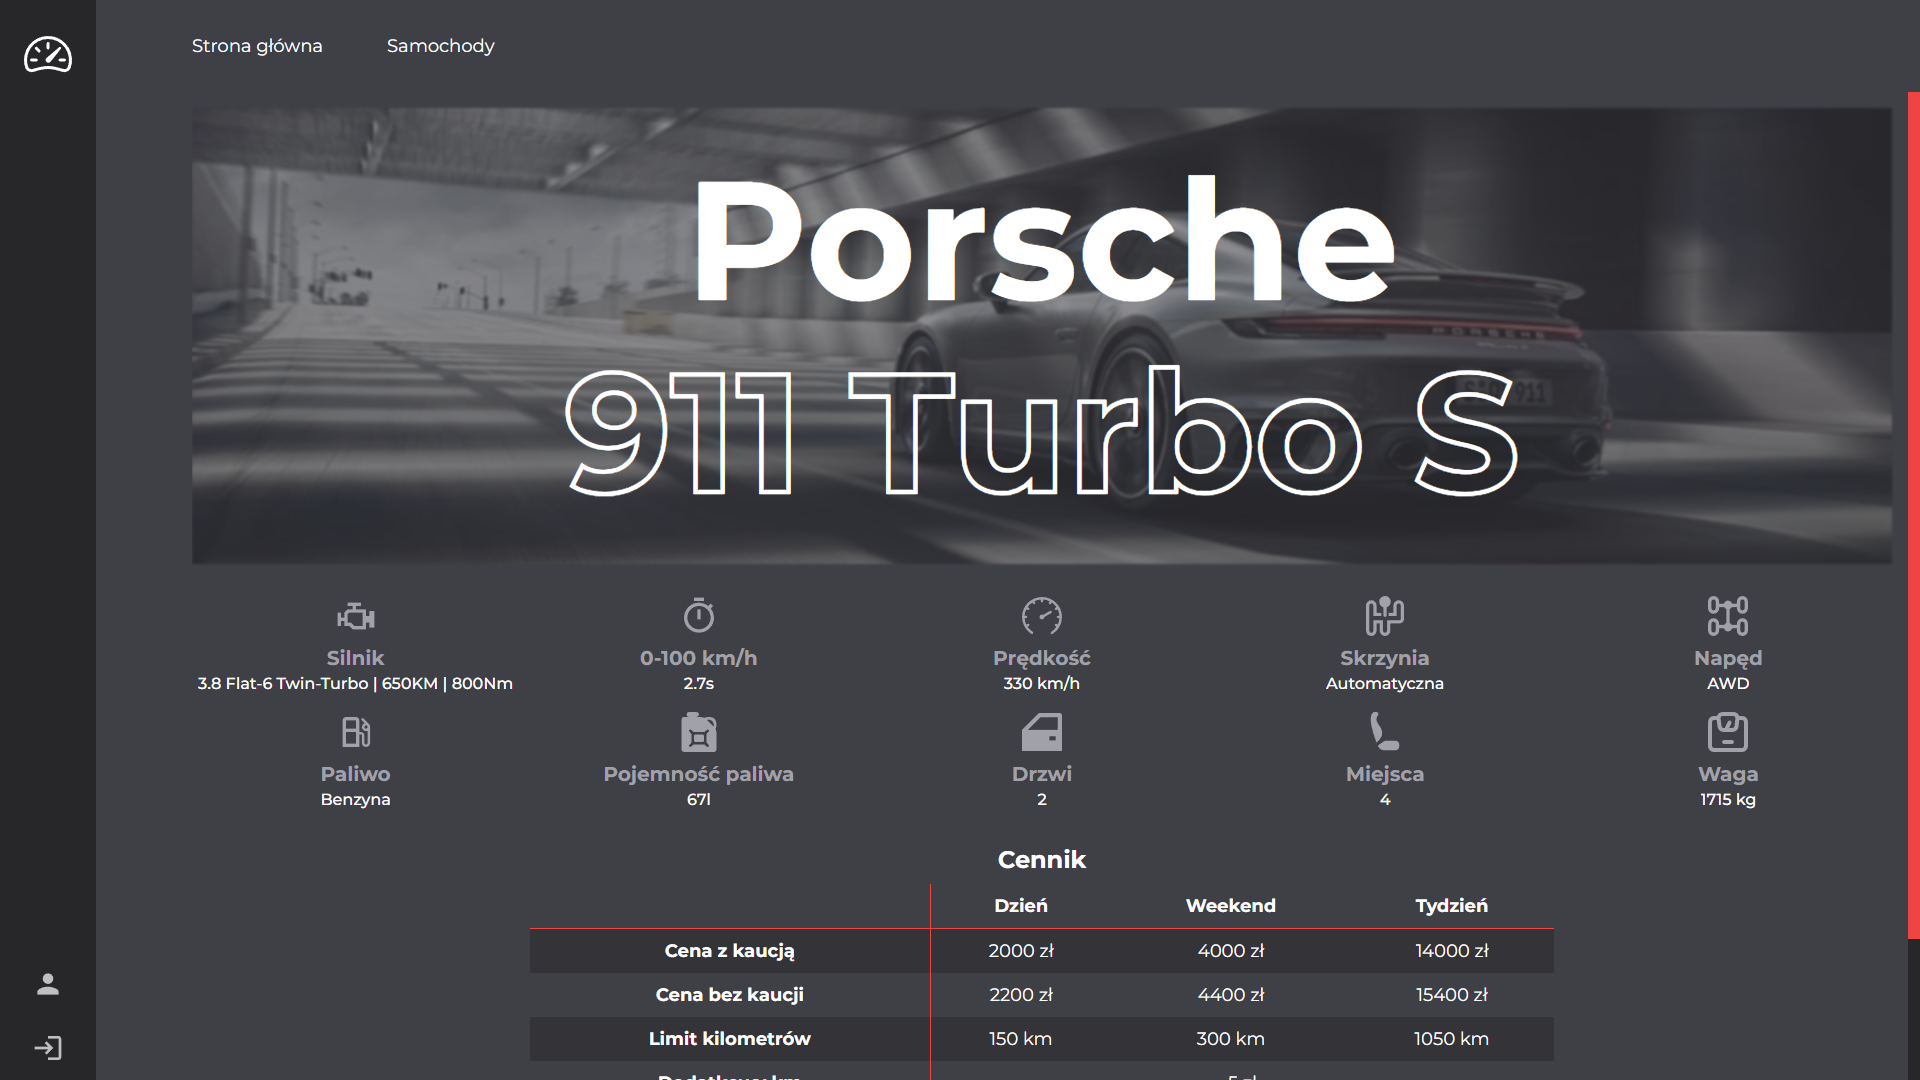 Strona główna Samochody
Porsche
911 Turbo S
PORSCHE
Silnik 0-100 km/h Prędkość Skrzynia Napęd
3.8 Flat-6 Twin-Turbo | 650KM | 800Nm 2.7s 330 km/h Automatyczna AWD
Paliwo Pojemność paliwa Drzwi Miejsca Waga
Benzyna 67l 2 4 1715 kg
Cennik
Dzień Weekend Tydzień
Cena z kaucją 2000 zł 4000 zł 14000 zł
Cena bez kaucji 2200 zł 4400 zł 15400 zł
Limit kilometrów 150 km 300 km 1050 km